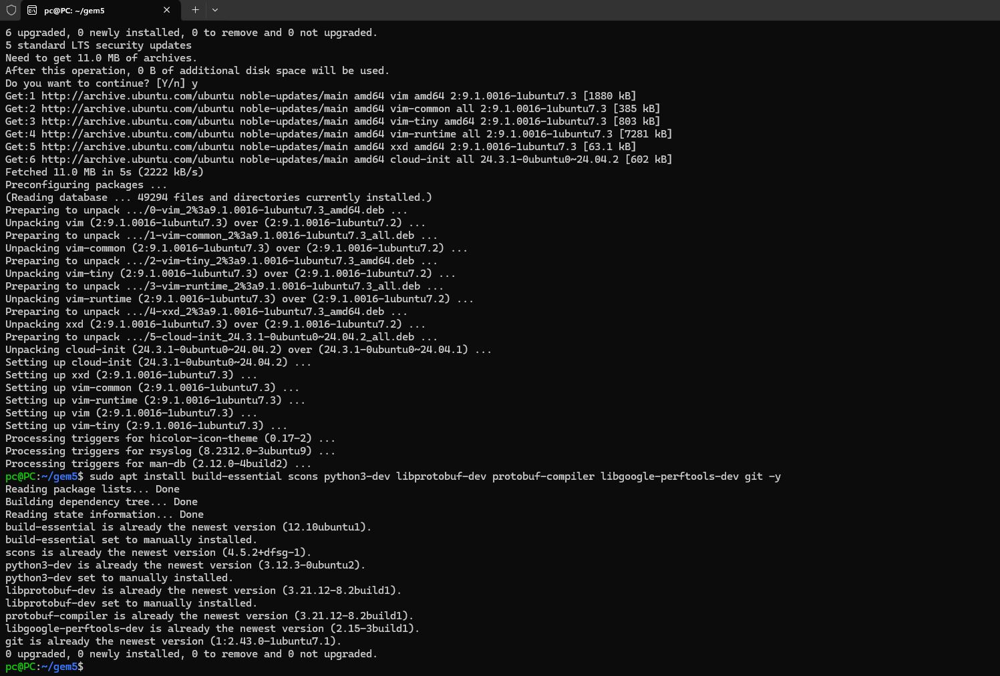 pc@PC: ~/gem5
6 upgraded, 0 newly installed, 0 to remove and 0 not upgraded.
5 standard LTS security updates
Need to get 11.0 MB of archives.
After this operation, 0 B of additional disk space will be used.
Do you want to continue? [Y/n] y
Get:1 http://archive.ubuntu.com/ubuntu noble-updates/main amd64 vim amd64 2:9.1.0016-1ubuntu7.3 [1880 kB]
Get:2 http://archive.ubuntu.com/ubuntu noble-updates/main amd64 vim-common all 2:9.1.0016-1ubuntu7.3 [385 kB]
Get:3 http://archive.ubuntu.com/ubuntu noble-updates/main amd64 vim-tiny amd64 2:9.1.0016-1ubuntu7.3 [803 kB]
Get:4 http://archive.ubuntu.com/ubuntu noble-updates/main amd64 vim-runtime all 2:9.1.0016-1ubuntu7.3 [7281 kB]
Get:5 http://archive.ubuntu.com/ubuntu noble-updates/main amd64 xxd amd64 2:9.1.0016-1ubuntu7.3 [63.1 kB]
Get:6 http://archive.ubuntu.com/ubuntu noble-updates/main amd64 cloud-init all 24.3.1-0ubuntu0~24.04.2 [602 kB]
Fetched 11.0 MB in 5s (2222 kB/s)
Preconfiguring packages ...
(Reading database ... 49294 files and directories currently installed.)
Preparing to unpack .../0-vim_2%3a9.1.0016-1ubuntu7.3_amd64.deb ...
Unpacking vim (2:9.1.0016-1ubuntu7.3) over (2:9.1.0016-1ubuntu7.2) ...
Preparing to unpack .../1-vim-common_2%3a9.1.0016-1ubuntu7.3_all.deb ...
Unpacking vim-common (2:9.1.0016-1ubuntu7.3) over (2:9.1.0016-1ubuntu7.2) ...
Preparing to unpack .../2-vim-tiny_2%3a9.1.0016-1ubuntu7.3_amd64.deb ...
Unpacking vim-tiny (2:9.1.0016-1ubuntu7.3) over (2:9.1.0016-1ubuntu7.2) ...
Preparing to unpack .../3-vim-runtime_2%3a9.1.0016-1ubuntu7.3_all.deb ...
Unpacking vim-runtime (2:9.1.0016-1ubuntu7.3) over (2:9.1.0016-1ubuntu7.2) ...
Preparing to unpack .../4-xxd_2%3a9.1.0016-1ubuntu7.3_amd64.deb ...
Unpacking xxd (2:9.1.0016-1ubuntu7.3) over (2:9.1.0016-1ubuntu7.2) ...
Preparing to unpack .../5-cloud-init_24.3.1-0ubuntu0~24.04.2_all.deb ...
Unpacking cloud-init (24.3.1-0ubuntu0~24.04.2) over (24.3.1-0ubuntu0~24.04.1) ...
Setting up cloud-init (24.3.1-0ubuntu0~24.04.2) ...
Setting up xxd (2:9.1.0016-1ubuntu7.3) ...
Setting up vim-common (2:9.1.0016-1ubuntu7.3) ...
Setting up vim-runtime (2:9.1.0016-1ubuntu7.3) ...
Setting up vim (2:9.1.0016-1ubuntu7.3) ...
Setting up vim-tiny (2:9.1.0016-1ubuntu7.3) ...
Processing triggers for hicolor-icon-theme (0.17-2) ...
Processing triggers for rsyslog (8.2312.0-3ubuntu9) ...
Processing triggers for man-db (2.12.0-4build2) ...
pc@PC:~/gem5$ sudo apt install build-essential scons python3-dev libprotobuf-dev protobuf-compiler libgoogle-perftools-dev git -y
Reading package lists... Done
Building dependency tree... Done
Reading state information... Done
build-essential is already the newest version (12.10ubuntu1).
build-essential set to manually installed.
scons is already the newest version (4.5.2+dfsg-1).
python3-dev is already the newest version (3.12.3-0ubuntu2).
python3-dev set to manually installed.
libprotobuf-dev is already the newest version (3.21.12-8.2build1).
libprotobuf-dev set to manually installed.
protobuf-compiler is already the newest version (3.21.12-8.2build1).
libgoogle-perftools-dev is already the newest version (2.15-3build1).
git is already the newest version (1:2.43.0-1ubuntu7.1).
0 upgraded, 0 newly installed, 0 to remove and 0 not upgraded.
pc@PC:~/gem5$